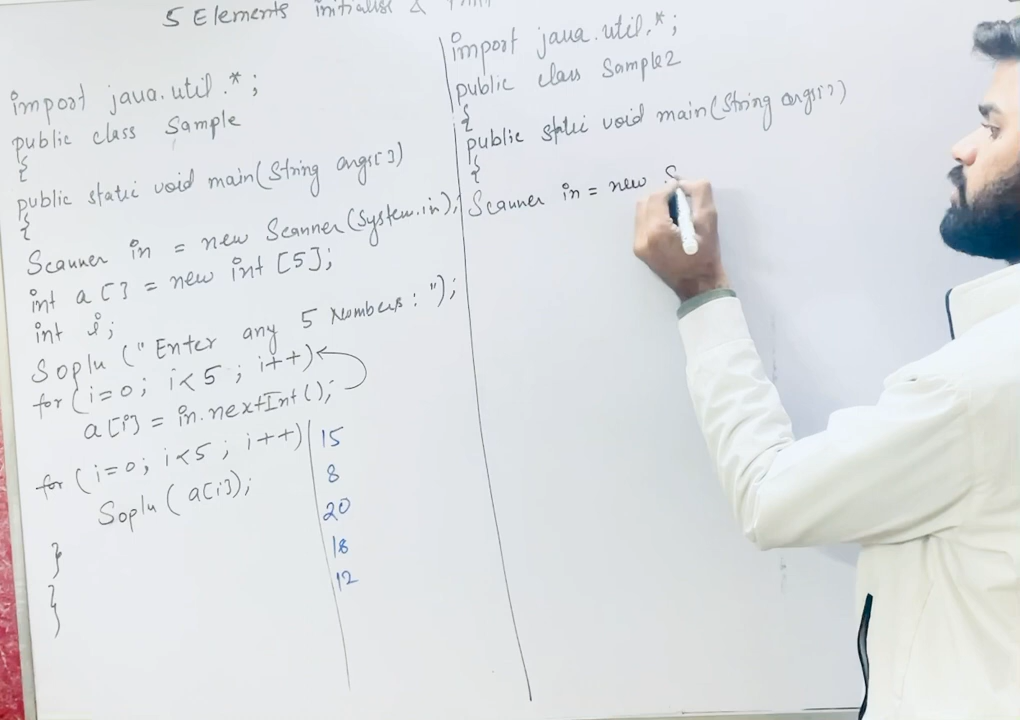 5 Elements initialise &
import java.util.*;
public class Sample
{
public static void main(String args[])
{
Scanner in = new Scanner(System.in);
int a[] = new int [5];
int i;
Sopln ("Enter any 5 Numbers: ");
for (i=0; i<5; i++)
a[i] = in.nextInt();
for (i=0; i<5; i++)
Sopln (a[i]);
}
}
15
8
20
18
12
import java.util.*;
public class Sample2
{
public static void main(String args[])
{
Scanner in = new S